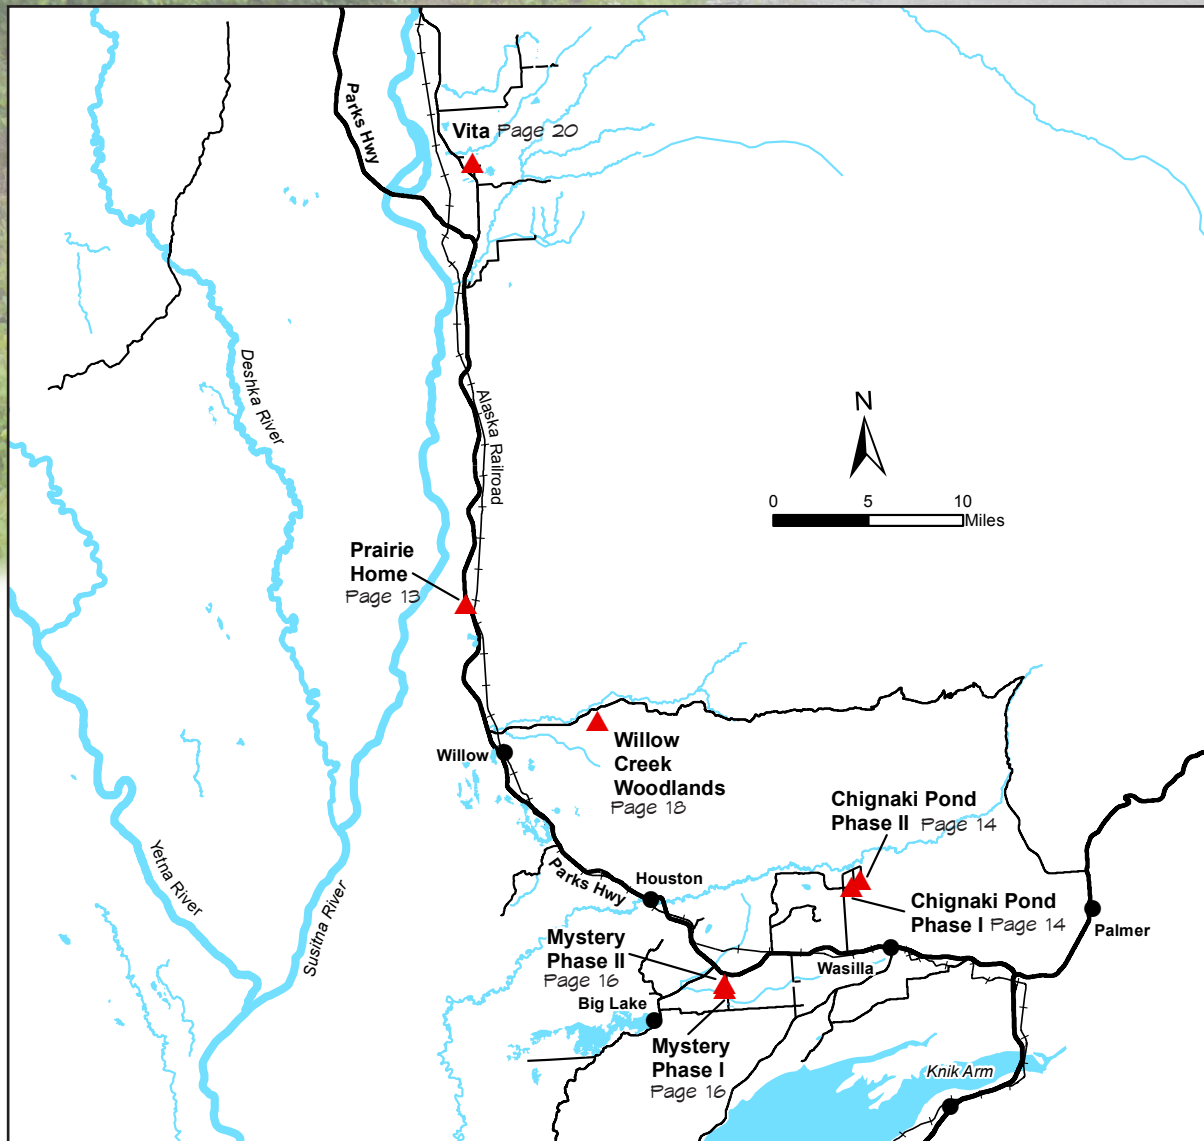 Parks Hwy
Vita Page 20
Deshka River
Alaska Railroad
N
0 5 10
Miles
Prairie
Home
Page 13
Willow
Willow
Creek
Woodlands
Page 18
Chignaki Pond
Phase II Page 14
Yetna River
Parks Hwy
Houston
Chignaki Pond
Phase I Page 14
Palmer
Susitna River
Mystery
Phase II
Page 16
Wasilla
Big Lake
Mystery
Phase I
Page 16
Knik Arm